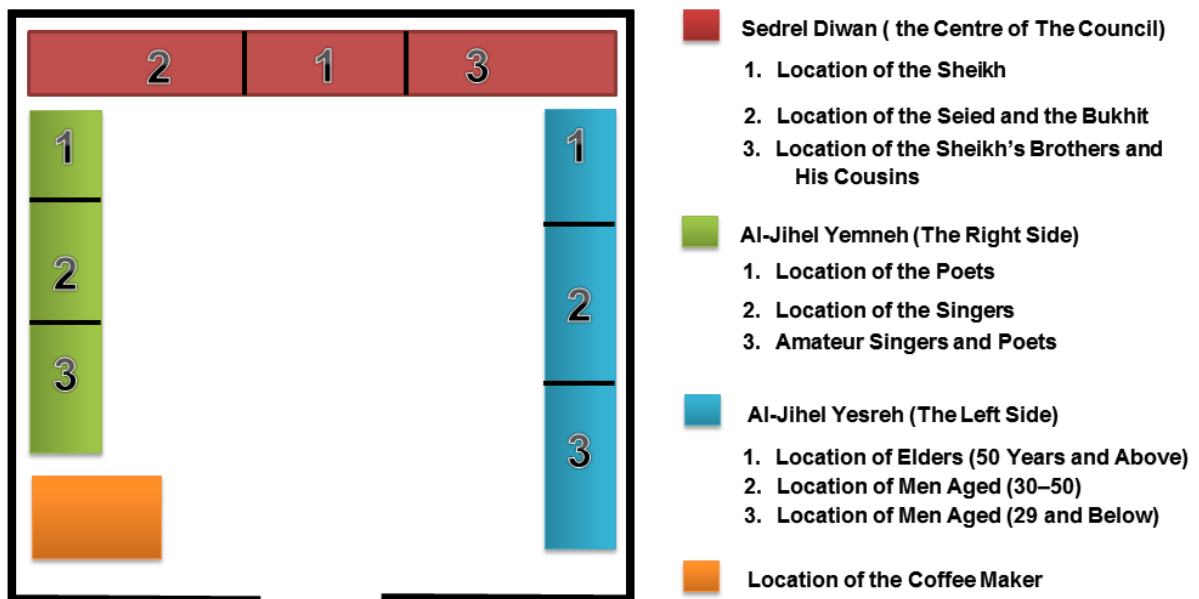 2 1 3
1
2
3
1
2
3
Sedrel Diwan ( the Centre of The Council)
1. Location of the Sheikh
2. Location of the Seied and the Bukhit
3. Location of the Sheikh’s Brothers and
His Cousins
Al-Jihel Yemneh (The Right Side)
1. Location of the Poets
2. Location of the Singers
3. Amateur Singers and Poets
Al-Jihel Yesreh (The Left Side)
1. Location of Elders (50 Years and Above)
2. Location of Men Aged (30–50)
3. Location of Men Aged (29 and Below)
Location of the Coffee Maker